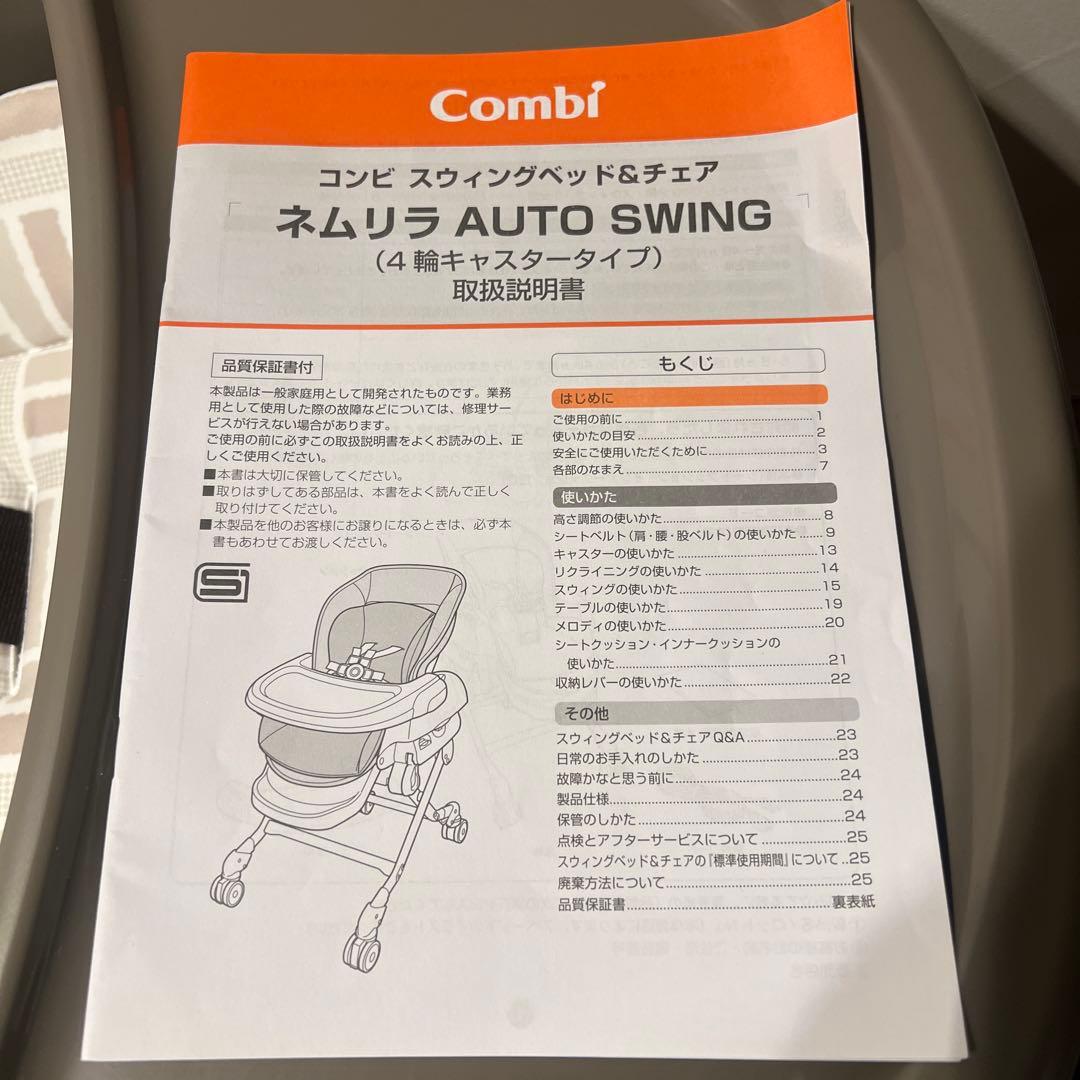 Combi
コンビ スウィングベッド&チェア
ネムリラ AUTO SWING
(4輪キャスタータイプ)
取扱説明書
品質保証書付
本製品は一般家庭用として開発されたものです。業務
用として使用した際の故障などについては、修理サー
ビスが行えない場合があります。
ご使用の前に必ずこの取扱説明書をよくお読みの上、正
しくご使用ください。
■本書は大切に保管してください。
■取りはずしてある部品は、本書をよく読んで正しく
取り付けてください。
■本製品を他のお客様にお譲りになるときは、必ず本
書もあわせてお渡しください。
もくじ
はじめに
ご使用の前に................1
使いかたの目安................2
安全にご使用いただくために................3
各部のなまえ................7
使いかた
高さ調節の使いかた................8
シートベルト(肩・腰・股ベルト)の使いかた.......9
キャスターの使いかた................13
リクライニングの使いかた................14
スウィングの使いかた................15
テーブルの使いかた................19
メロディの使いかた................20
シートクッション・インナークッションの
使いかた................21
収納レバーの使いかた................22
その他
スウィングベッド&チェア Q&A................23
日常のお手入れのしかた................23
故障かなと思う前に................24
製品仕様................24
保管のしかた................24
点検とアフターサービスについて................25
スウィングベッド&チェアの『標準使用期間』について..25
廃棄方法について................25
品質保証書................裏表紙